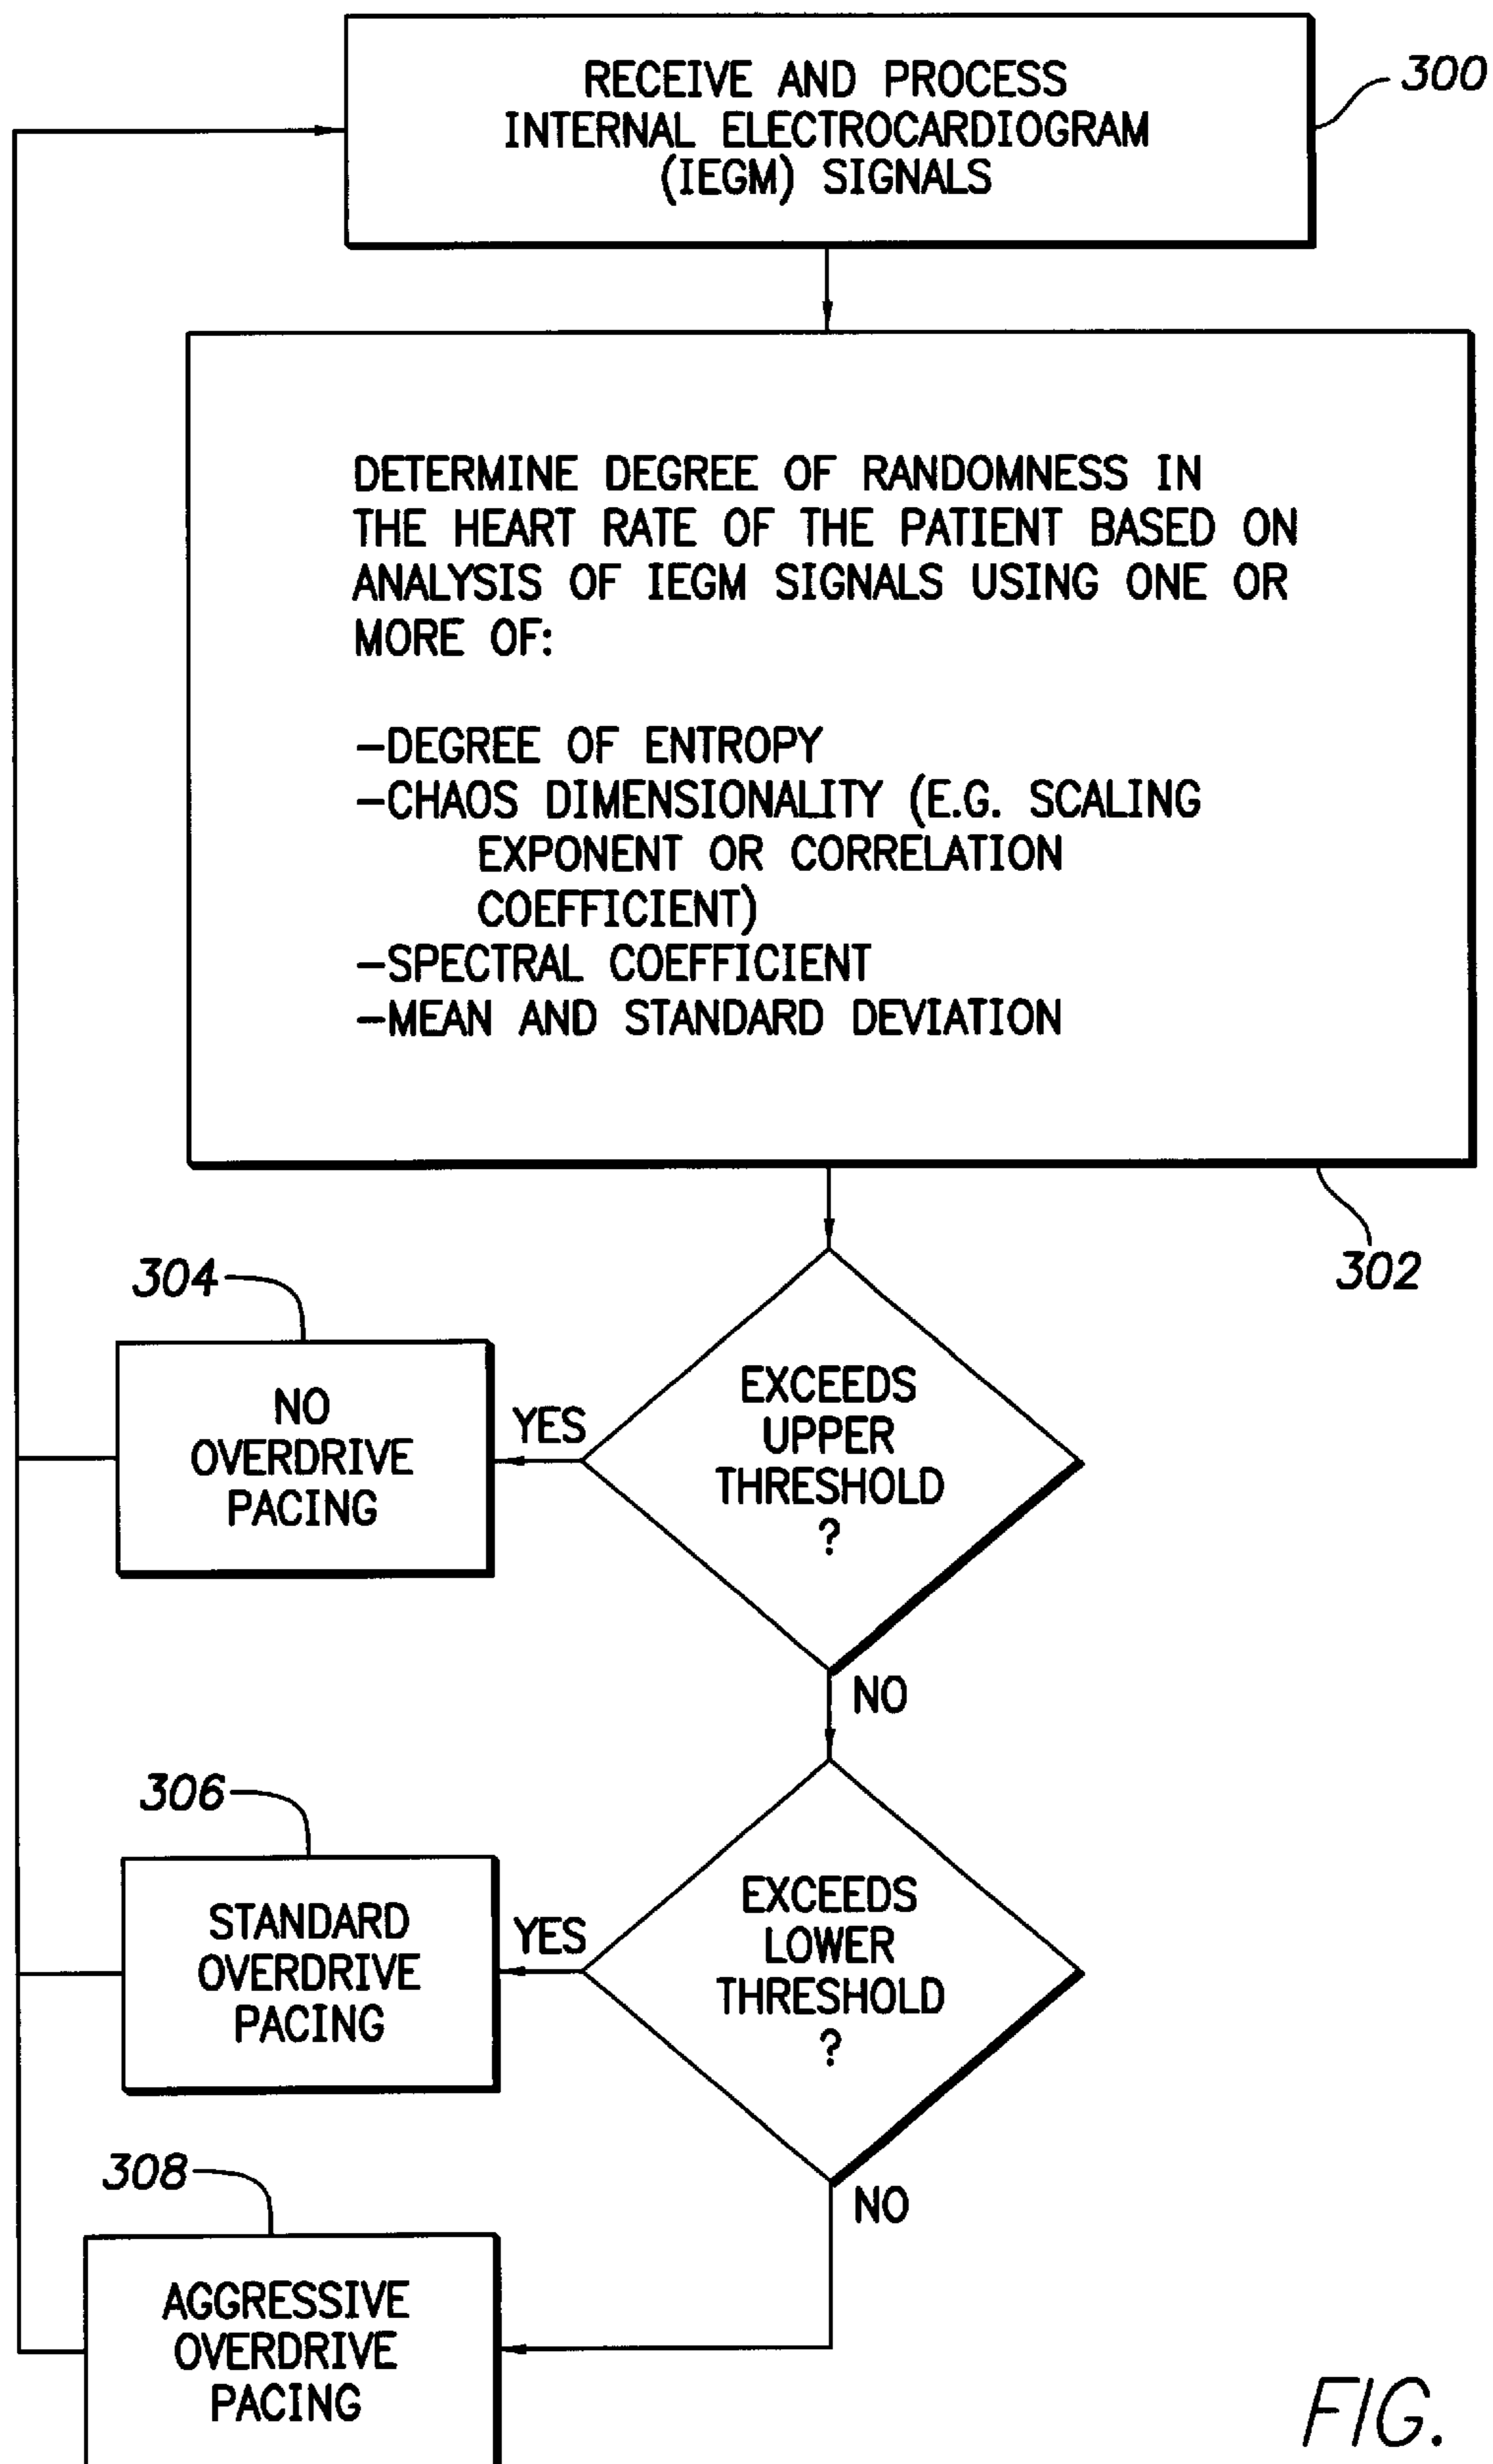 RECEIVE AND PROCESS
INTERNAL ELECTROCARDIOGRAM
(IEGM) SIGNALS
300
DETERMINE DEGREE OF RANDOMNESS IN
THE HEART RATE OF THE PATIENT BASED ON
ANALYSIS OF IEGM SIGNALS USING ONE OR
MORE OF:
-DEGREE OF ENTROPY
-CHAOS DIMENSIONALITY (E.G. SCALING
EXPONENT OR CORRELATION
COEFFICIENT)
-SPECTRAL COEFFICIENT
-MEAN AND STANDARD DEVIATION
302
304
NO
OVERDRIVE
PACING
YES
EXCEEDS
UPPER
THRESHOLD
?
NO
306
STANDARD
OVERDRIVE
PACING
YES
EXCEEDS
LOWER
THRESHOLD
?
NO
308
AGGRESSIVE
OVERDRIVE
PACING
FIG.